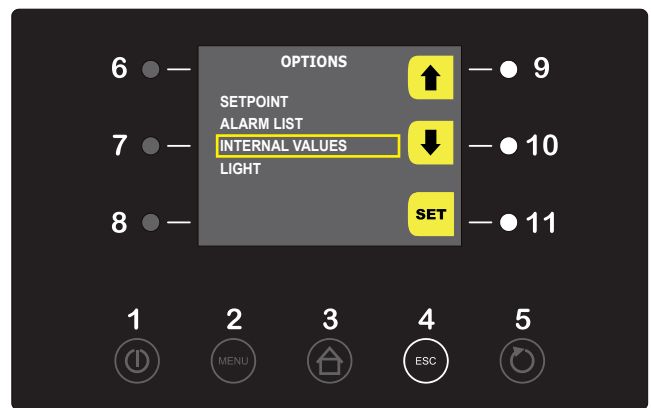 OPTIONS
6
9
SETPOINT
ALARM LIST
7
INTERNAL VALUES
10
LIGHT
8
SET
11
1
2
3
4
5
MENU
ESC